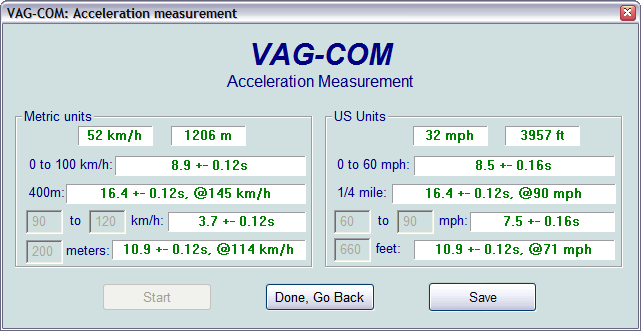 VAG-COM: Acceleration measurement
VAG-COM
Acceleration Measurement
Metric units
52 km/h 1206 m
0 to 100 km/h: 8.9 +- 0.12s
400m: 16.4 +- 0.12s, @145 km/h
90 to 120 km/h: 3.7 +- 0.12s
200 meters: 10.9 +- 0.12s, @114 km/h
US Units
32 mph 3957 ft
0 to 60 mph: 8.5 +- 0.16s
1/4 mile: 16.4 +- 0.12s, @90 mph
60 to 90 mph: 7.5 +- 0.16s
660 feet: 10.9 +- 0.12s, @71 mph
Start Done, Go Back Save